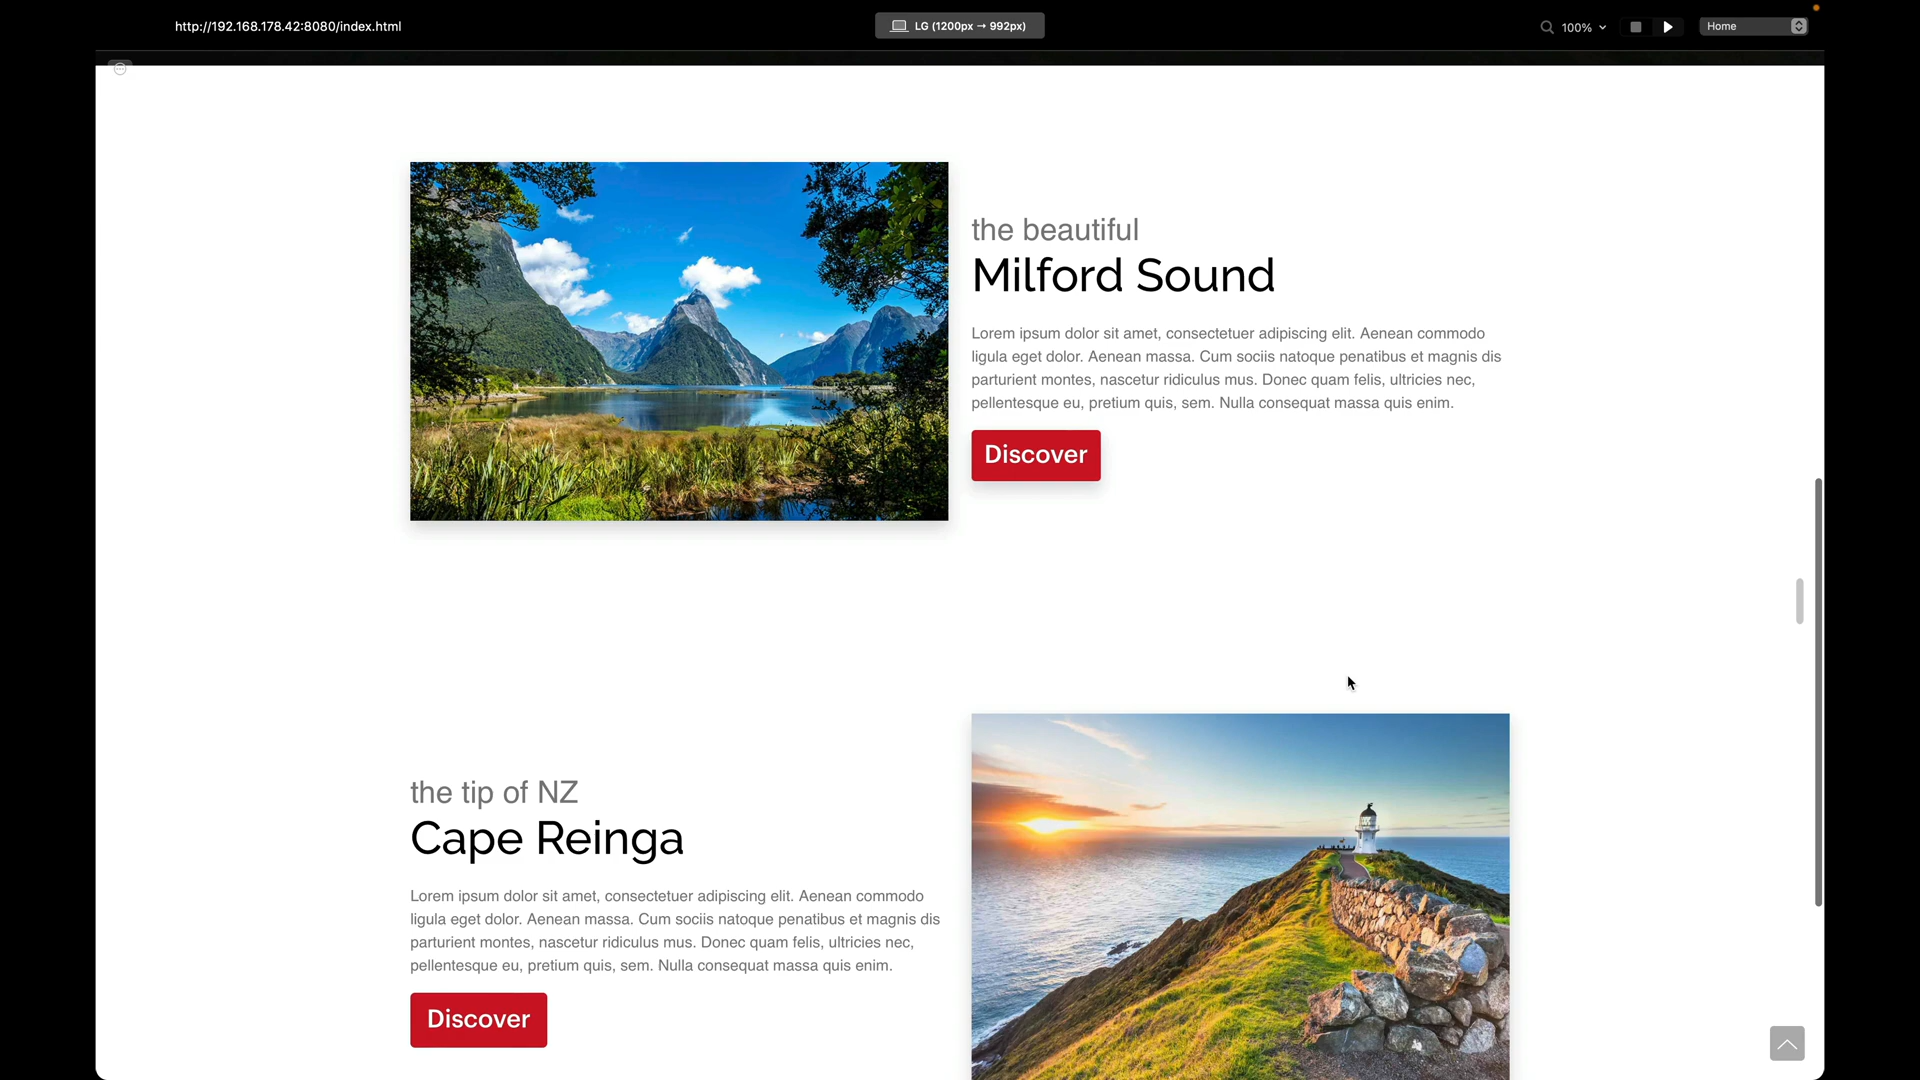 http://192.168.178.42:8080/index.html
LG (1200px → 992px)
100%
Home
the beautiful
Milford Sound
Lorem ipsum dolor sit amet, consectetuer adipiscing elit. Aenean commodo
ligula eget dolor. Aenean massa. Cum sociis natoque penatibus et magnis dis
parturient montes, nascetur ridiculus mus. Donec quam felis, ultricies nec,
pellentesque eu, pretium quis, sem. Nulla consequat massa quis enim.
Discover
the tip of NZ
Cape Reinga
Lorem ipsum dolor sit amet, consectetuer adipiscing elit. Aenean commodo
ligula eget dolor. Aenean massa. Cum sociis natoque penatibus et magnis dis
parturient montes, nascetur ridiculus mus. Donec quam felis, ultricies nec,
pellentesque eu, pretium quis, sem. Nulla consequat massa quis enim.
Discover